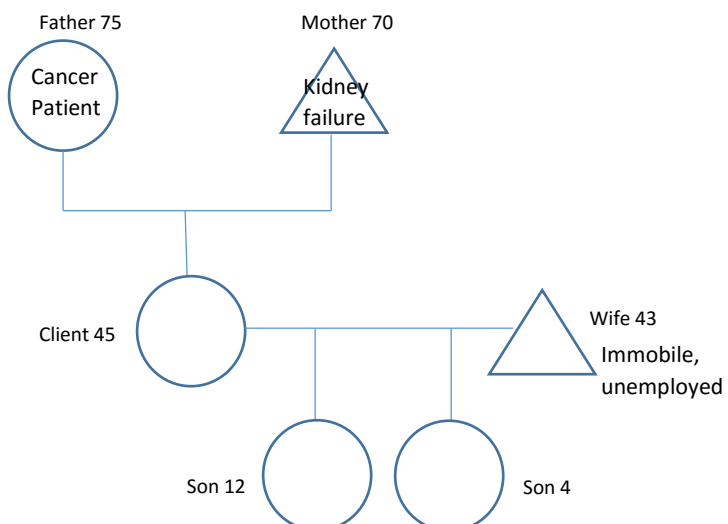 Father 75
Mother 70
Cancer
Patient
Kidney
failure
Client 45
Wife 43
Immobile,
unemployed
Son 12
Son 4